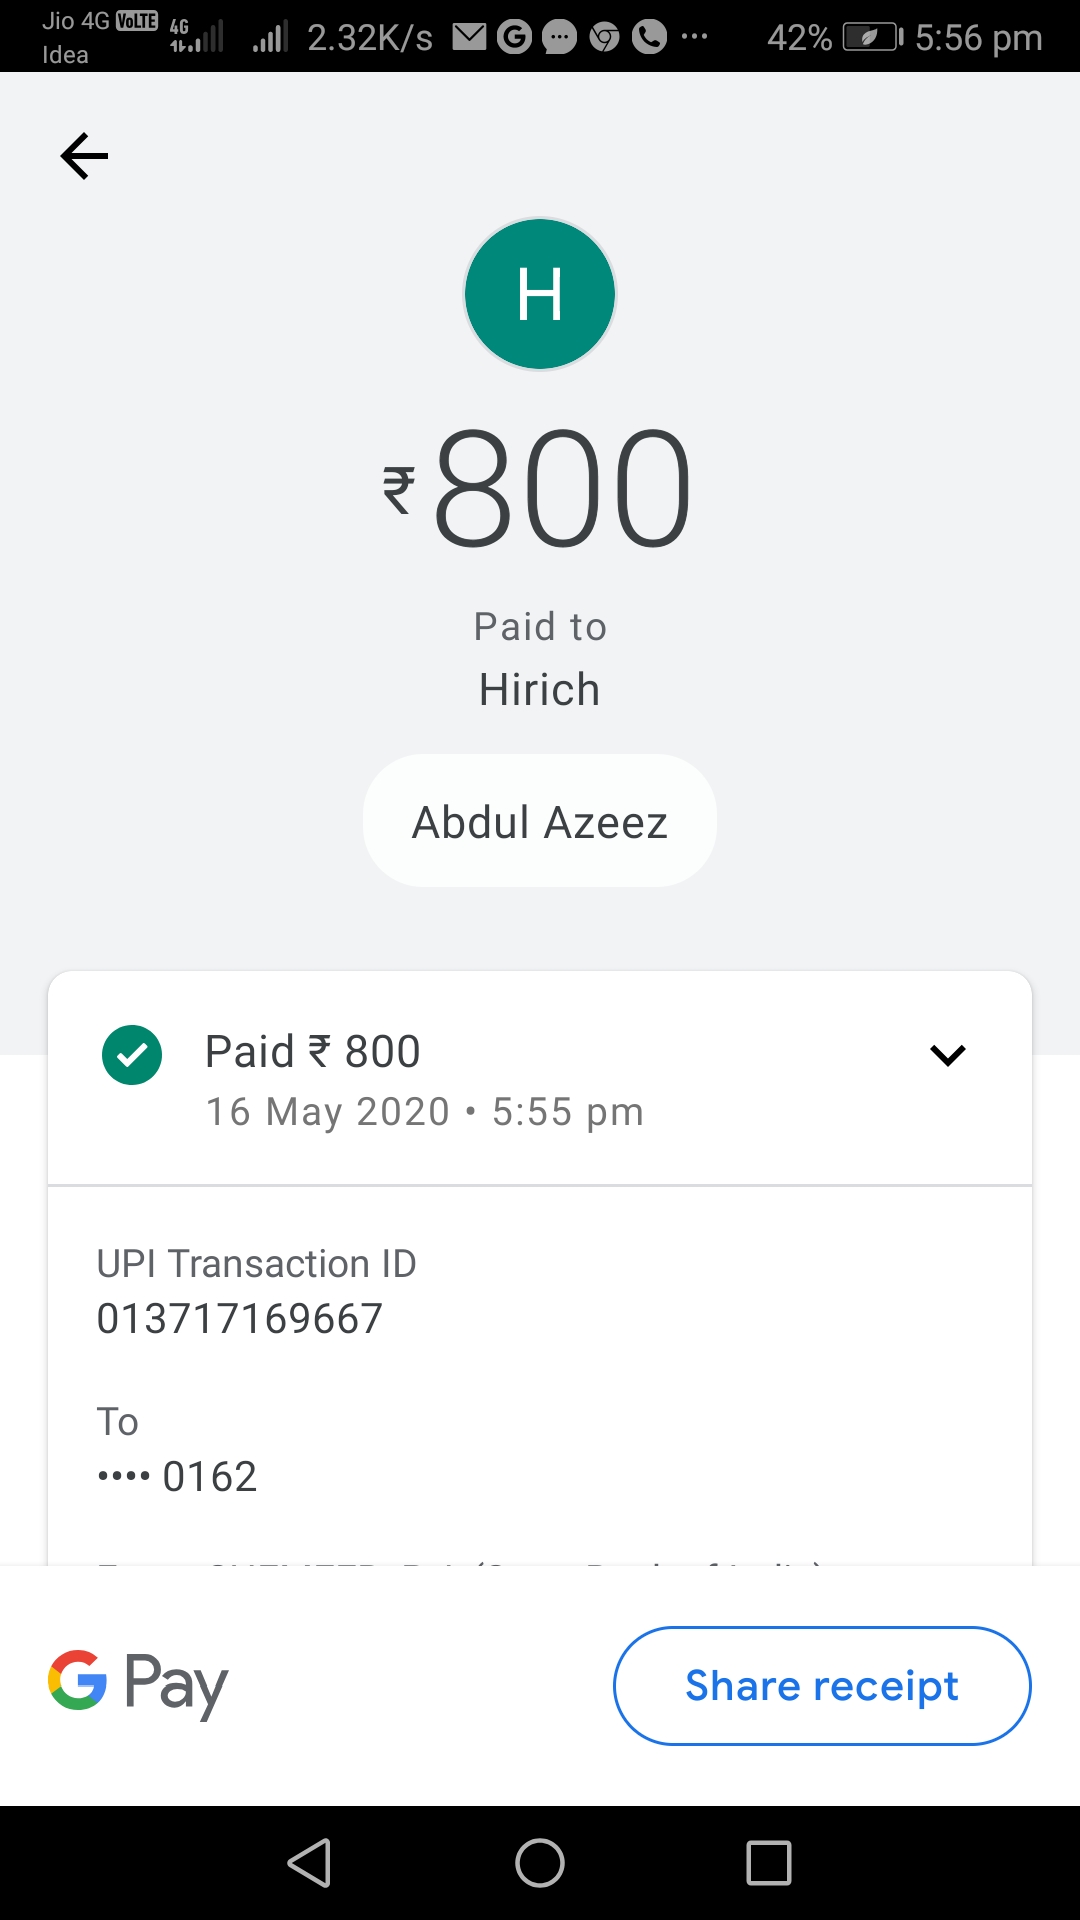 Jio 4G VoLTE
Idea
4G
2.32K/s
42%
5:56 pm
H
₹800
Paid to
Hirich
Abdul Azeez
Paid ₹ 800
16 May 2020 • 5:55 pm
UPI Transaction ID
013717169667
To
•••• 0162
G Pay
Share receipt